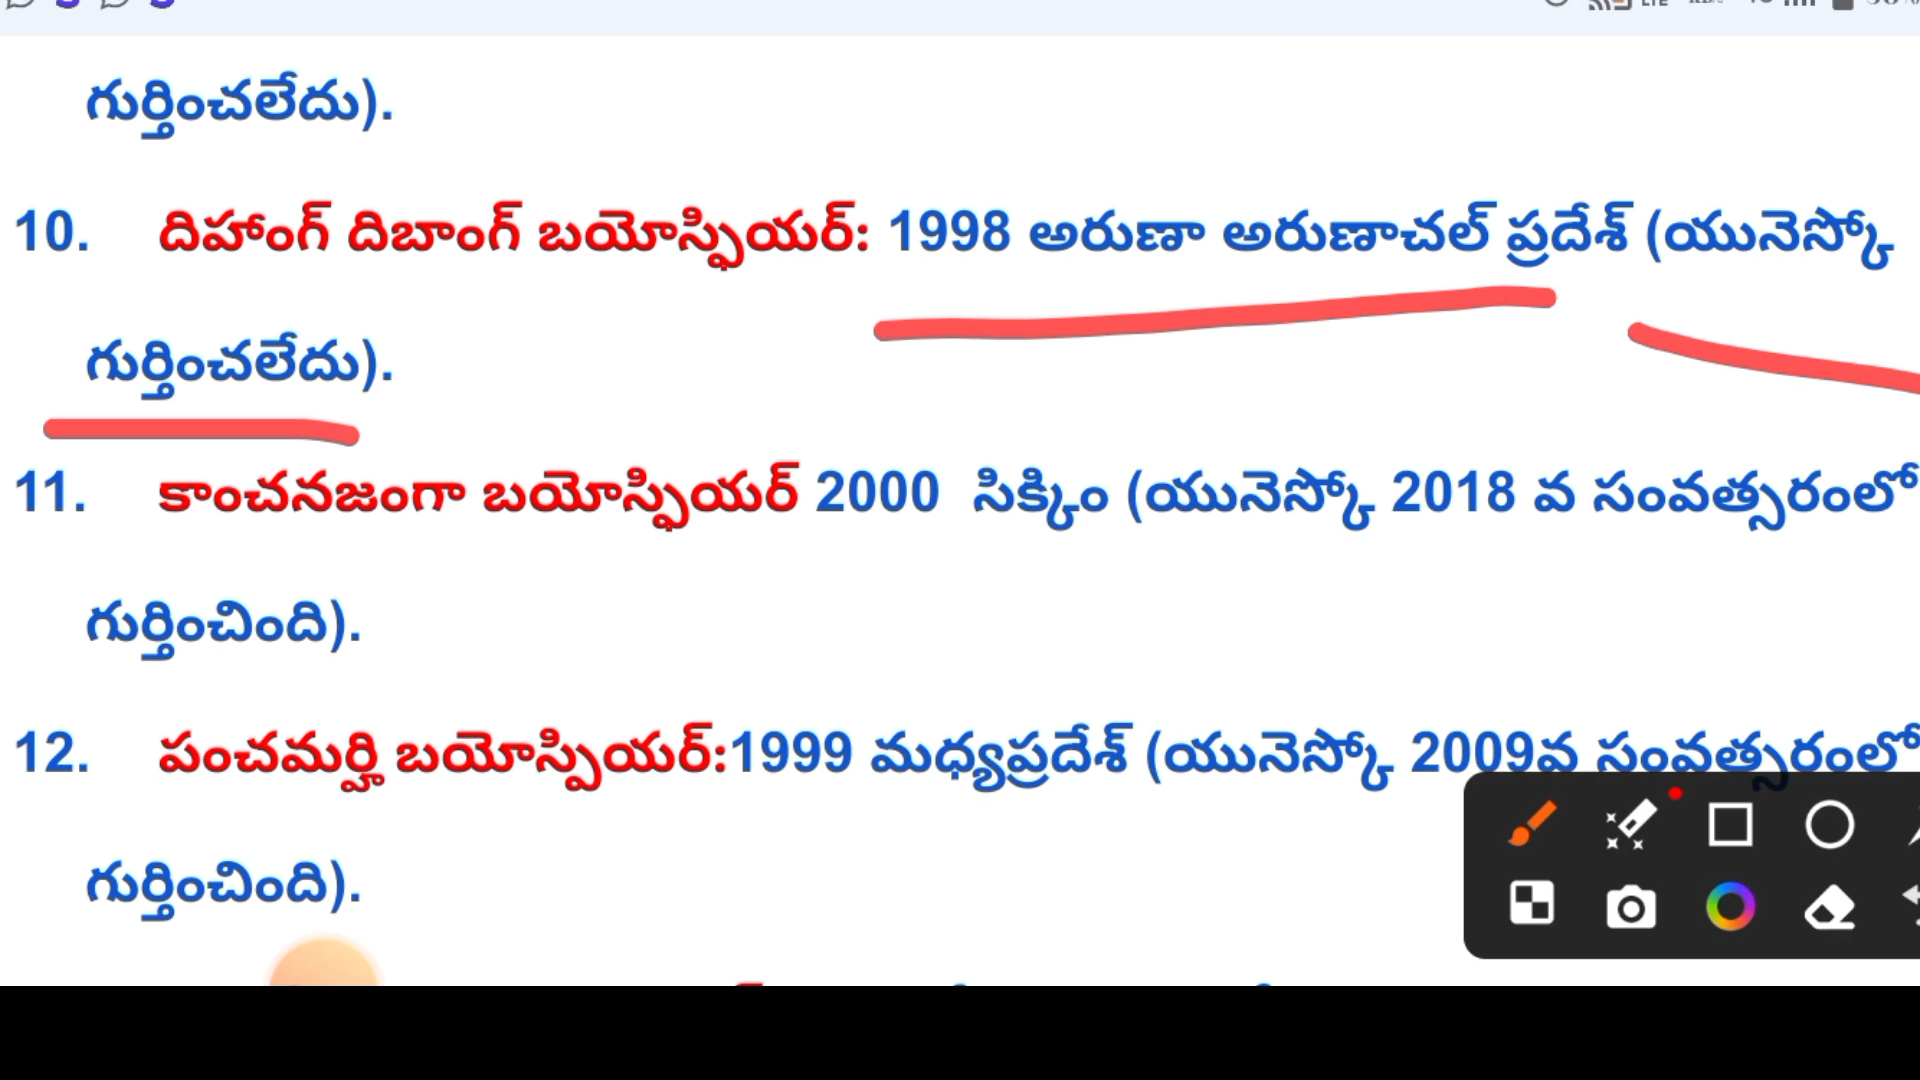 గుర్తించలేదు).
10. దిహాంగ్ దిబాంగ్ బయోస్ఫియర్: 1998 అరుణా అరుణాచల్ ప్రదేశ్ (యునెస్కో
గుర్తించలేదు).
11. కాంచనజంగా బయోస్ఫియర్ 2000 సిక్కిం (యునెస్కో 2018 వ సంవత్సరంలో
గుర్తించింది).
12. పంచమర్హి బయోస్పియర్:1999 మధ్యప్రదేశ్ (యునెస్కో 2009వ సంవత్సరంలో
గుర్తించింది).